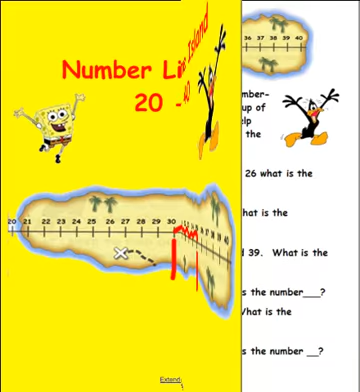 Number Li
20 - 40
Island
20 21 22 23 24 25 26 27 28 29 30
36 37 38 39 40
mber-
up of
elp
the
26 what is the
hat is the
39. What is the
s the number___?
What is the
s the number __?
Extend